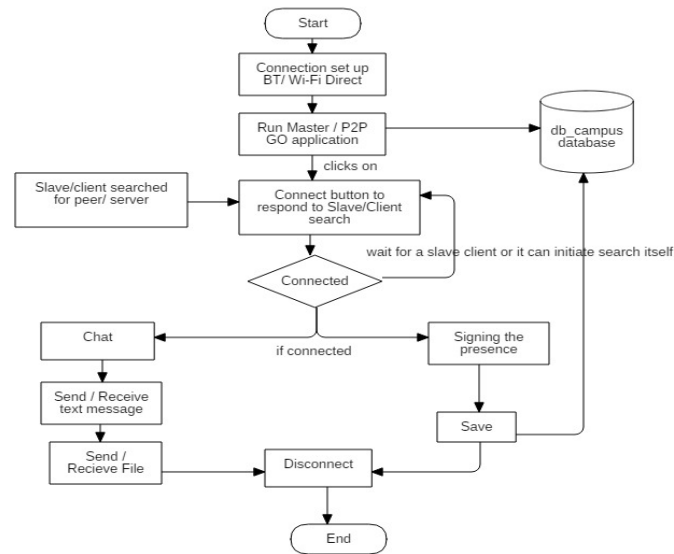 Start
Connection set up
BT/ Wi-Fi Direct
Run Master / P2P
GO application
db_campus
database
clicks on
Slave/client searched
for peer/ server
Connect button to
respond to Slave/Client
search
wait for a slave client or it can initiate search itself
Connected
if connected
Chat
Signing the
presence
Send / Receive
text message
Save
Send /
Recieve File
Disconnect
End